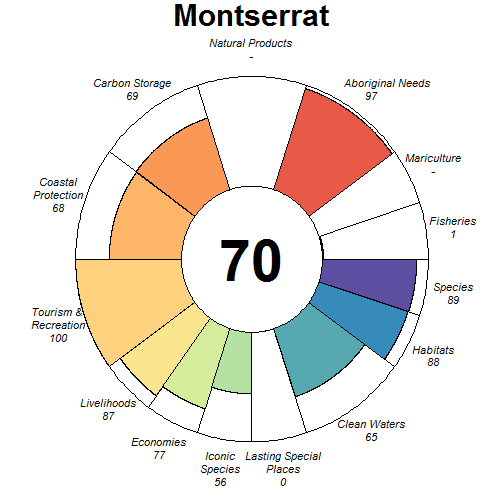 Montserrat
Natural Products
-
Carbon Storage
69
Aboriginal Needs
97
Mariculture
-
Coastal
Protection
68
Fisheries
1
70
Species
89
Tourism &
Recreation
100
Habitats
88
Livelihoods
87
Clean Waters
65
Economies
77
Iconic
Species
56
Lasting Special
Places
0